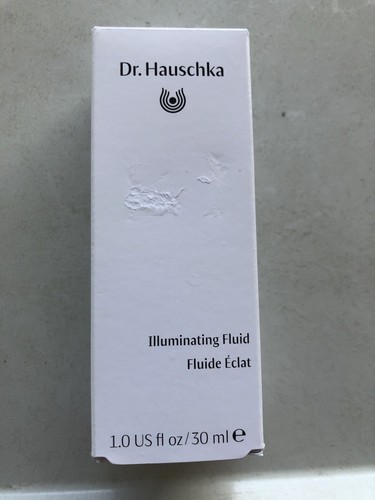 Dr. Hauschka
Illuminating Fluid
Fluide Éclat
1.0 US fl oz/30 ml ℮